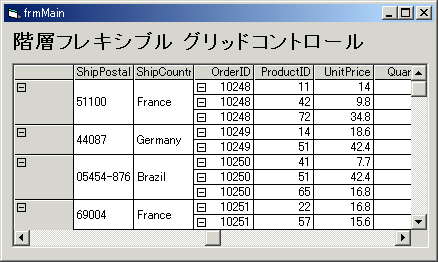 frmMain
階層フレキシブル グリッドコントロール
ShipPostal ShipCountr OrderID ProductID UnitPrice Quan
51100 France 10248 11 14
10248 42 9.8
10248 72 34.8
44087 Germany 10249 14 18.6
10249 51 42.4
05454-876 Brazil 10250 41 7.7
10250 51 42.4
10250 65 16.8
69004 France 10251 22 16.8
10251 57 15.6